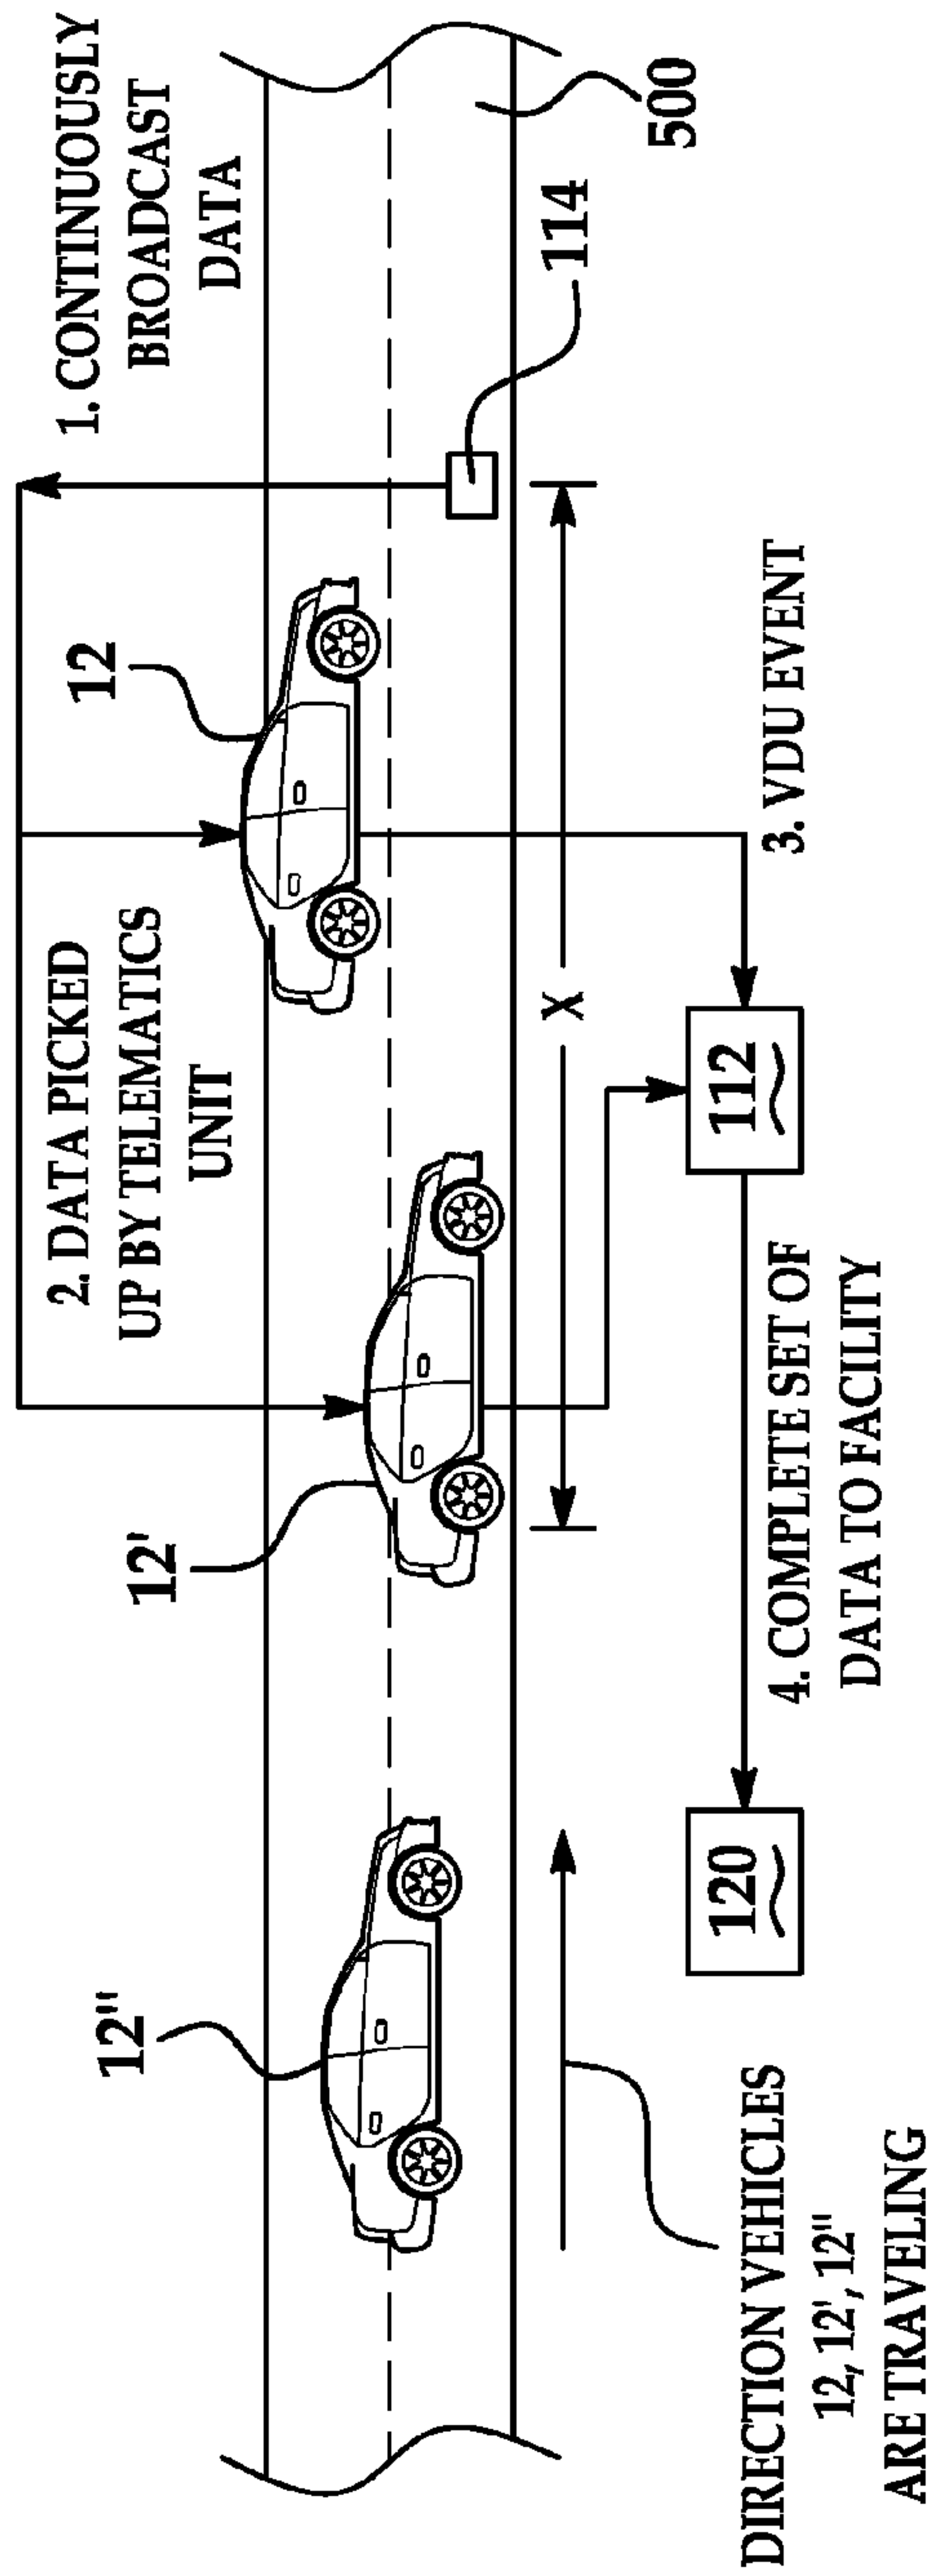 1. CONTINUOUSLY
BROADCAST
DATA
2. DATA PICKED
UP BY TELEMATICS
UNIT
12
12'
12"
114
500
X
3. VDU EVENT
112
4. COMPLETE SET OF
DATA TO FACILITY
120
DIRECTION VEHICLES
12, 12', 12"
ARE TRAVELING